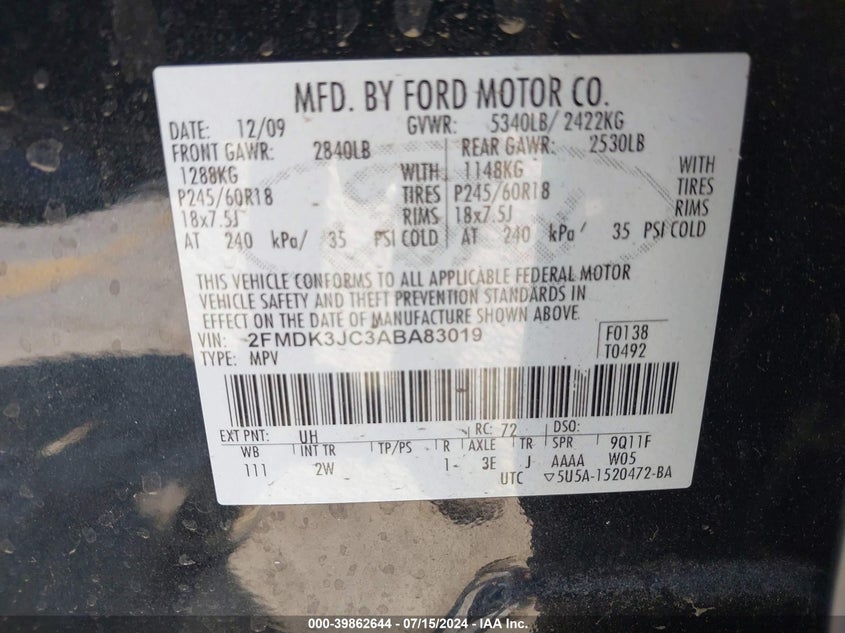 MFD. BY FORD MOTOR CO.
DATE: 12/09 GVWR: 5340LB/ 2422KG
FRONT GAWR: 2840LB REAR GAWR: 2530LB
1288KG WITH 1148KG WITH
P245/60R18 TIRES P245/60R18 TIRES
18x7.5J RIMS 18x7.5J RIMS
AT 240 kPa/ 35 PSI COLD AT 240 kPa/ 35 PSI COLD
THIS VEHICLE CONFORMS TO ALL APPLICABLE FEDERAL MOTOR
VEHICLE SAFETY AND THEFT PREVENTION STANDARDS IN
EFFECT ON THE DATE OF MANUFACTURE SHOWN ABOVE.
VIN: 2FMDK3JC3ABA83019 F0138
TYPE: MPV T0492
EXT PNT: UH RC: 72 DSO:
WB INT TR TP/PS R AXLE TR SPR 9Q11F
111 2W 1 3E J AAAA W05
UTC ▽5U5A-1520472-BA
000-39862644 - 07/15/2024 - IAA Inc.